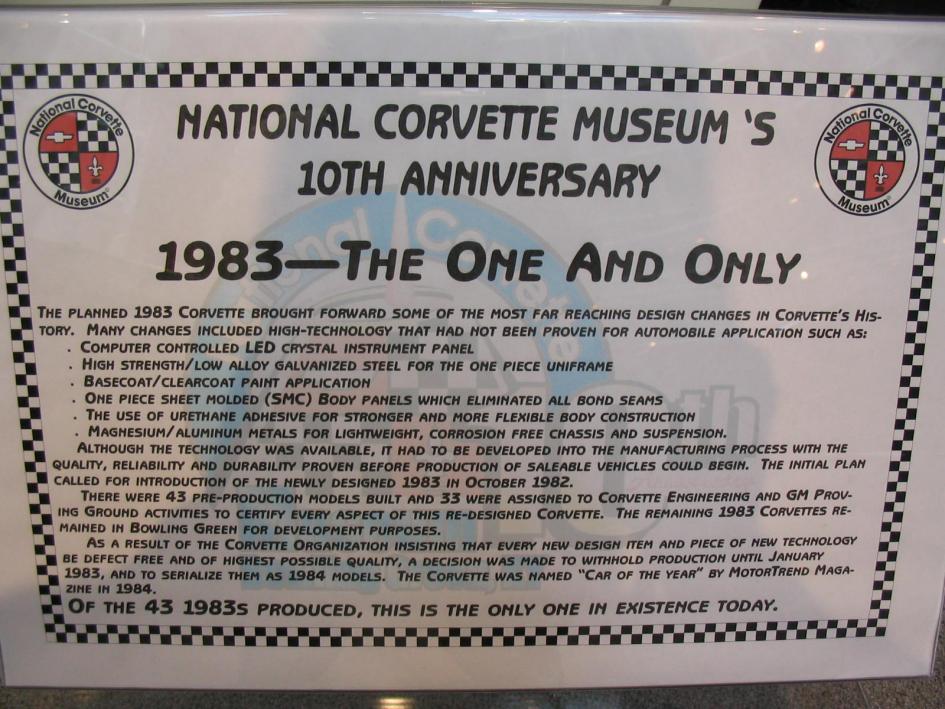 National Corvette
Museum
NATIONAL CORVETTE MUSEUM 'S
10TH ANNIVERSARY
National Corvette
Museum
1983—THE ONE AND ONLY
THE PLANNED 1983 CORVETTE BROUGHT FORWARD SOME OF THE MOST FAR REACHING DESIGN CHANGES IN CORVETTE'S HIS-
TORY. MANY CHANGES INCLUDED HIGH-TECHNOLOGY THAT HAD NOT BEEN PROVEN FOR AUTOMOBILE APPLICATION SUCH AS:
. COMPUTER CONTROLLED LED CRYSTAL INSTRUMENT PANEL
. HIGH STRENGTH/LOW ALLOY GALVANIZED STEEL FOR THE ONE PIECE UNIFRAME
. BASECOAT/CLEARCOAT PAINT APPLICATION
. ONE PIECE SHEET MOLDED (SMC) BODY PANELS WHICH ELIMINATED ALL BOND SEAMS
. THE USE OF URETHANE ADHESIVE FOR STRONGER AND MORE FLEXIBLE BODY CONSTRUCTION
. MAGNESIUM/ALUMINUM METALS FOR LIGHTWEIGHT, CORROSION FREE CHASSIS AND SUSPENSION.
ALTHOUGH THE TECHNOLOGY WAS AVAILABLE, IT HAD TO BE DEVELOPED INTO THE MANUFACTURING PROCESS WITH THE
QUALITY, RELIABILITY AND DURABILITY PROVEN BEFORE PRODUCTION OF SALEABLE VEHICLES COULD BEGIN. THE INITIAL PLAN
CALLED FOR INTRODUCTION OF THE NEWLY DESIGNED 1983 IN OCTOBER 1982.
THERE WERE 43 PRE-PRODUCTION MODELS BUILT AND 33 WERE ASSIGNED TO CORVETTE ENGINEERING AND GM PROV-
ING GROUND ACTIVITIES TO CERTIFY EVERY ASPECT OF THIS RE-DESIGNED CORVETTE. THE REMAINING 1983 CORVETTES RE-
MAINED IN BOWLING GREEN FOR DEVELOPMENT PURPOSES.
AS A RESULT OF THE CORVETTE ORGANIZATION INSISTING THAT EVERY NEW DESIGN ITEM AND PIECE OF NEW TECHNOLOGY
BE DEFECT FREE AND OF HIGHEST POSSIBLE QUALITY, A DECISION WAS MADE TO WITHHOLD PRODUCTION UNTIL JANUARY
1983, AND TO SERIALIZE THEM AS 1984 MODELS. THE CORVETTE WAS NAMED "CAR OF THE YEAR" BY MOTORTREND MAGA-
ZINE IN 1984.
OF THE 43 1983S PRODUCED, THIS IS THE ONLY ONE IN EXISTENCE TODAY.